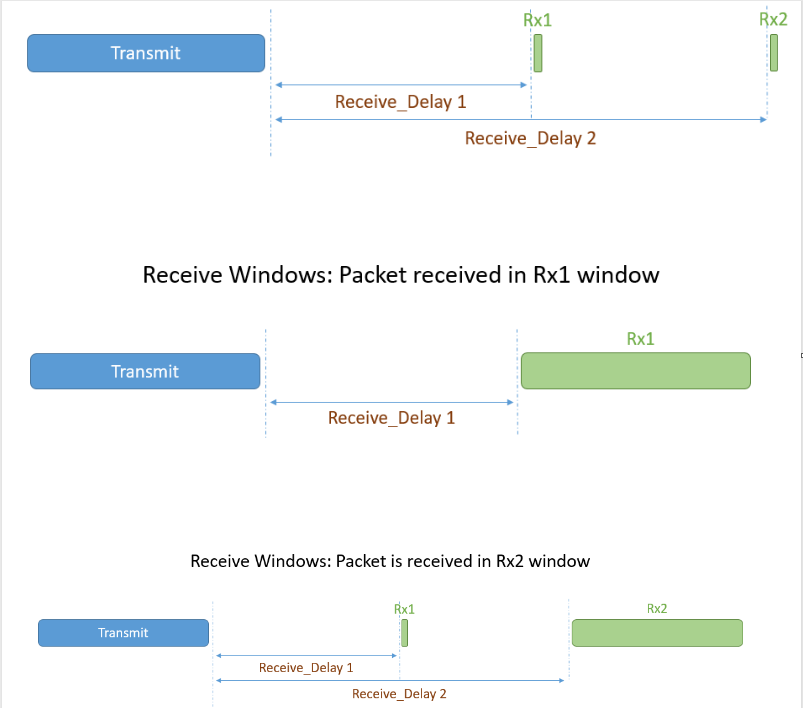 Rx1
Rx2
Transmit
Receive_Delay 1
Receive_Delay 2
Receive Windows: Packet received in Rx1 window
Rx1
Transmit
Receive_Delay 1
Receive Windows: Packet is received in Rx2 window
Rx1
Rx2
Transmit
Receive_Delay 1
Receive_Delay 2